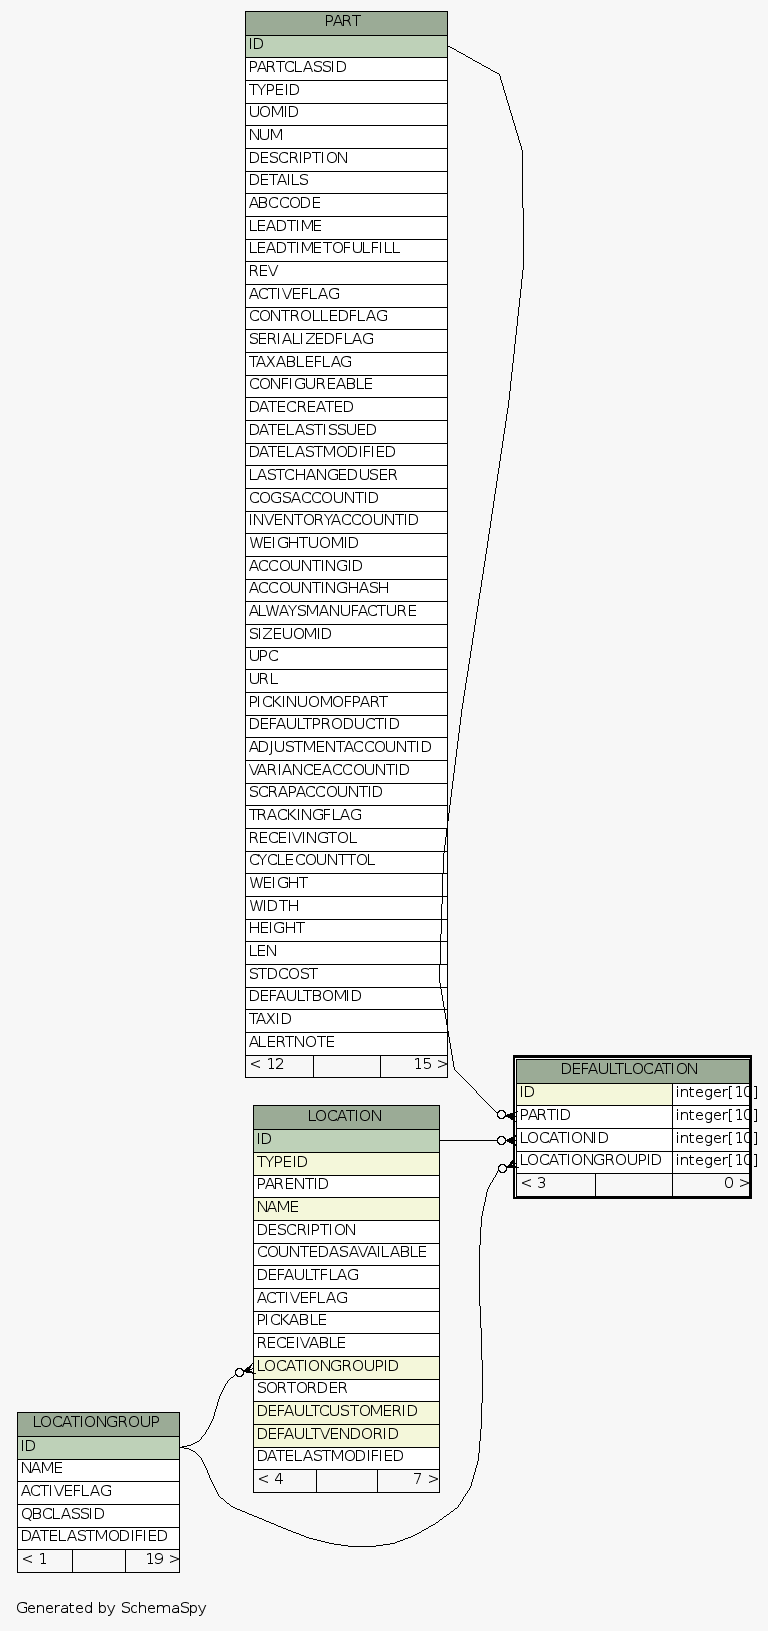 PART
ID
PARTCLASSID
TYPEID
UOMID
NUM
DESCRIPTION
DETAILS
ABCCODE
LEADTIME
LEADTIMETOFULFILL
REV
ACTIVEFLAG
CONTROLLEDFLAG
SERIALIZEDFLAG
TAXABLEFLAG
CONFIGUREABLE
DATECREATED
DATELASTISSUED
DATELASTMODIFIED
LASTCHANGEDUSER
COGSACCOUNTID
INVENTORYACCOUNTID
WEIGHTUOMID
ACCOUNTINGID
ACCOUNTINGHASH
ALWAYSMANUFACTURE
SIZEUOMID
UPC
URL
PICKINUOMOFPART
DEFAULTPRODUCTID
ADJUSTMENTACCOUNTID
VARIANCEACCOUNTID
SCRAPACCOUNTID
TRACKINGFLAG
RECEIVINGTOL
CYCLECOUNTTOL
WEIGHT
WIDTH
HEIGHT
LEN
STDCOST
DEFAULTBOMID
TAXID
ALERTNOTE
< 12 15 >
DEFAULTLOCATION
ID integer[10]
PARTID integer[10]
LOCATIONID integer[10]
LOCATIONGROUPID integer[10]
< 3 0 >
LOCATION
ID
TYPEID
PARENTID
NAME
DESCRIPTION
COUNTEDASAVAILABLE
DEFAULTFLAG
ACTIVEFLAG
PICKABLE
RECEIVABLE
LOCATIONGROUPID
SORTORDER
DEFAULTCUSTOMERID
DEFAULTVENDORID
DATELASTMODIFIED
< 4 7 >
LOCATIONGROUP
ID
NAME
ACTIVEFLAG
QBCLASSID
DATELASTMODIFIED
< 1 19 >
Generated by SchemaSpy